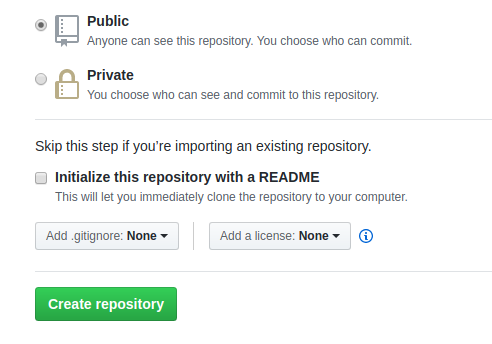 Public
Anyone can see this repository. You choose who can commit.
Private
You choose who can see and commit to this repository.
Skip this step if you’re importing an existing repository.
Initialize this repository with a README
This will let you immediately clone the repository to your computer.
Add .gitignore: None Add a license: None
Create repository